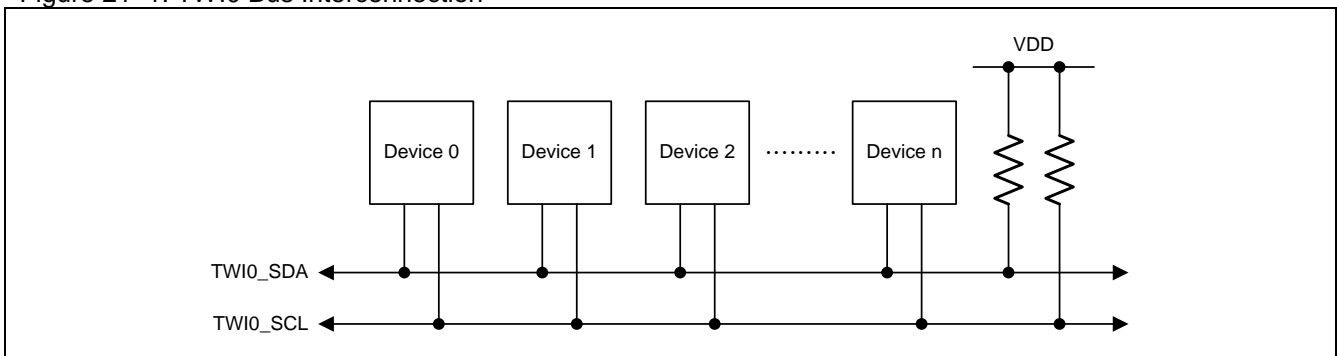 VDD
Device 0 Device 1 Device 2 ......... Device n
TWI0_SDA
TWI0_SCL